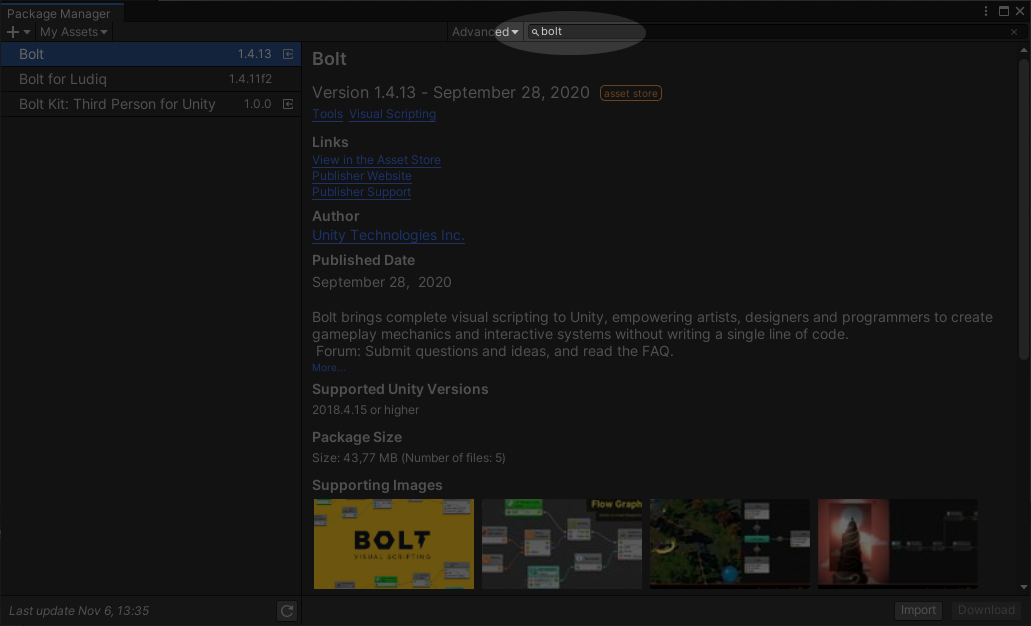 Package Manager
My Assets
Advanced
bolt
Bolt 1.4.13
Bolt for Ludiq 1.4.11f2
Bolt Kit: Third Person for Unity 1.0.0
Bolt
Version 1.4.13 - September 28, 2020 asset store
Tools Visual Scripting
Links
View in the Asset Store
Publisher Website
Publisher Support
Author
Unity Technologies Inc.
Published Date
September 28, 2020
Bolt brings complete visual scripting to Unity, empowering artists, designers and programmers to create
gameplay mechanics and interactive systems without writing a single line of code.
Forum: Submit questions and ideas, and read the FAQ.
More...
Supported Unity Versions
2018.4.15 or higher
Package Size
Size: 43,77 MB (Number of files: 5)
Supporting Images
BOLT
VISUAL SCRIPTING
Flow Graph
Last update Nov 6, 13:35
Import
Download